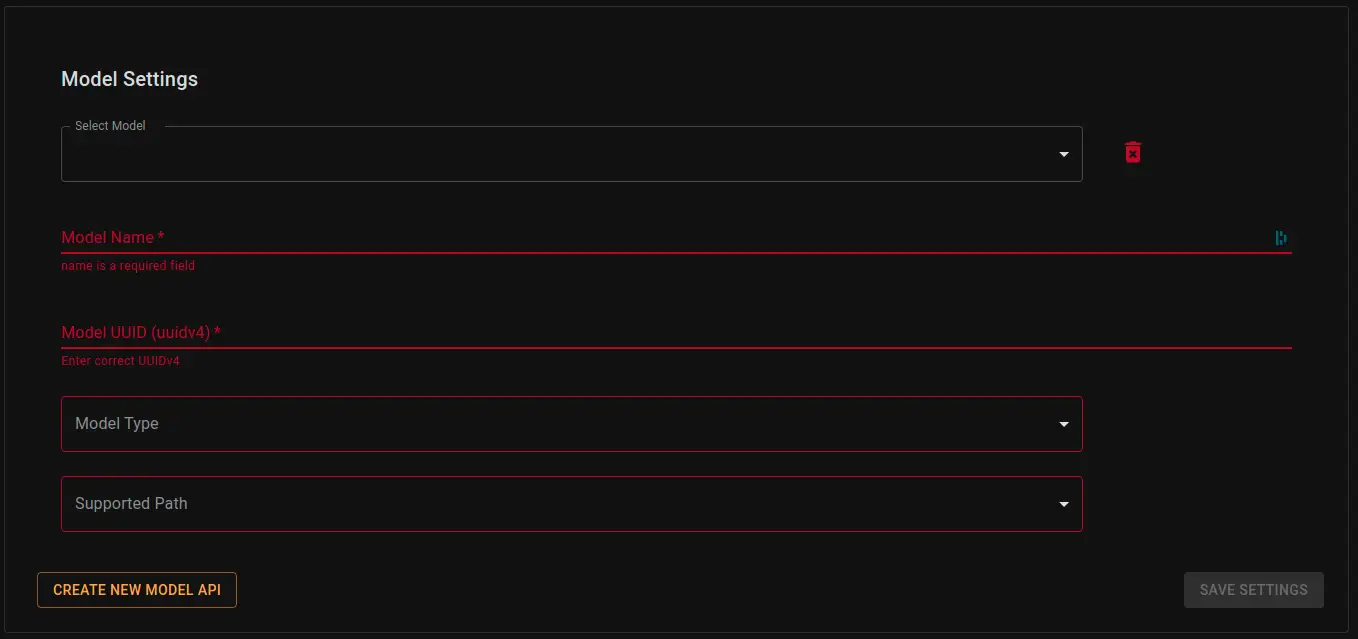 Model Settings
Select Model
Model Name *
name is a required field
Model UUID (uuidv4) *
Enter correct UUIDv4
Model Type
Supported Path
CREATE NEW MODEL API
SAVE SETTINGS